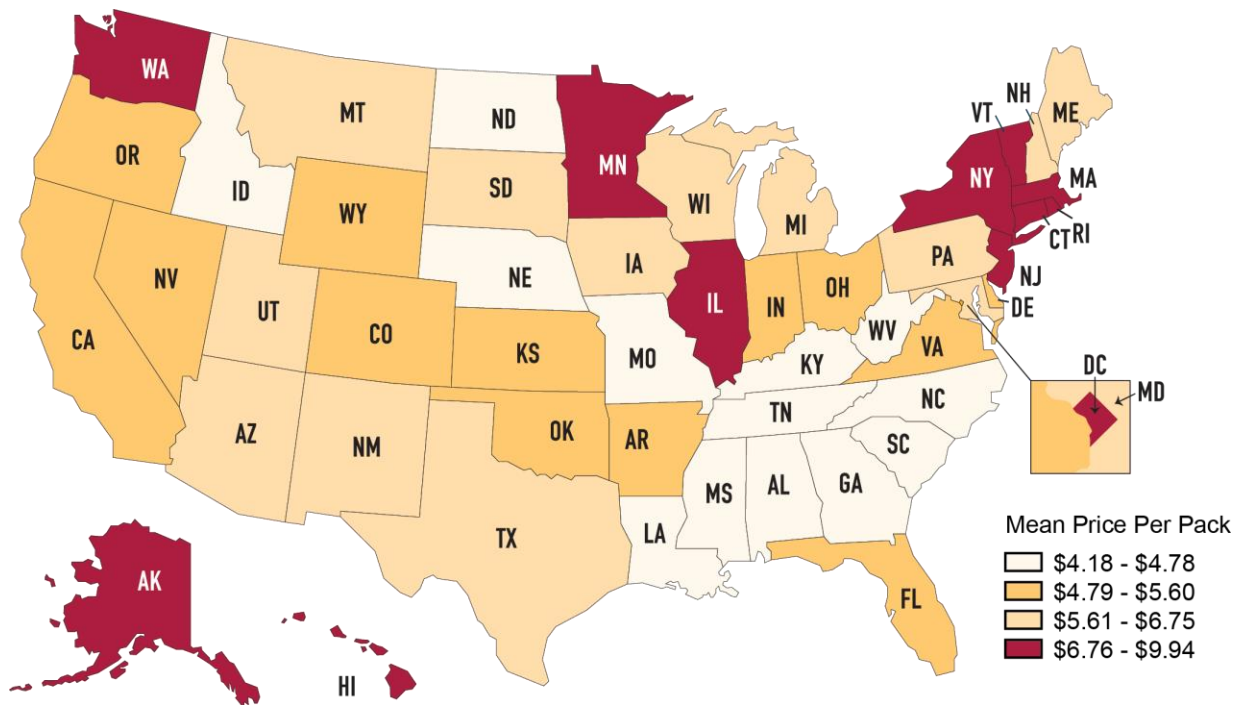 WA
MT
ND
MN
OR
ID
SD
WY
WI
MI
VT
NH
ME
NY
MA
CT
RI
PA
NJ
DE
NE
IA
NV
UT
CO
CA
KS
MO
IL
IN
OH
WV
VA
KY
DC
MD
AZ
NM
OK
AR
TN
NC
SC
MS
AL
GA
TX
LA
FL
AK
HI
Mean Price Per Pack
$4.18 - $4.78
$4.79 - $5.60
$5.61 - $6.75
$6.76 - $9.94